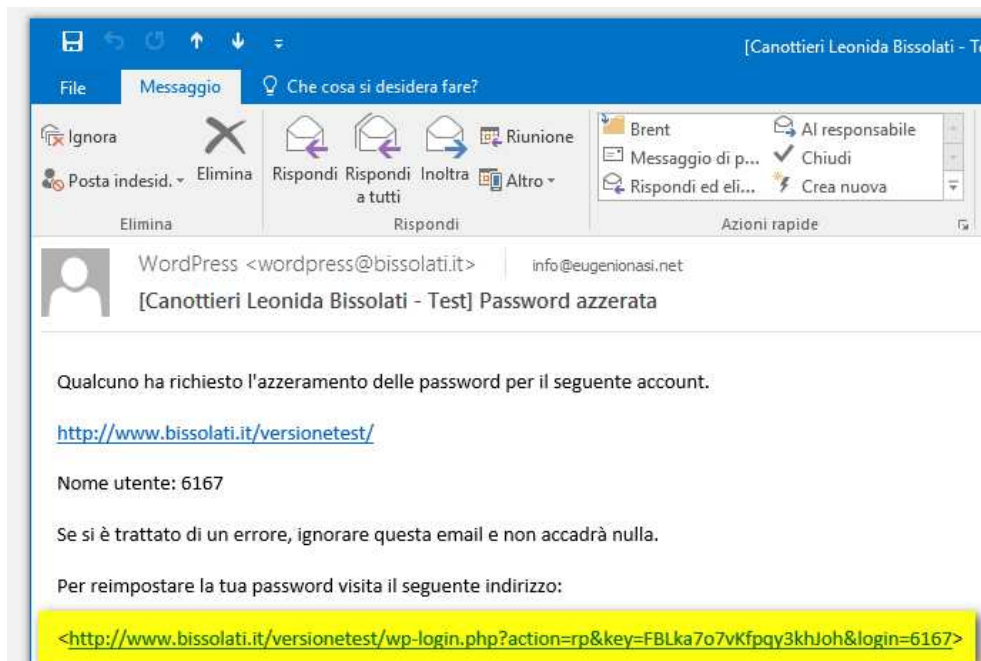 [Canottieri Leonida Bissolati - Te
File
Messaggio
Che cosa si desidera fare?
Ignora
Posta indesid.
Elimina
Rispondi
Rispondi a tutti
Inoltra
Riunione
Altro
Brent
Messaggio di p...
Rispondi ed eli...
Al responsabile
Chiudi
Crea nuova
Elimina
Rispondi
Azioni rapide
WordPress <wordpress@bissolati.it>
info@eugenionasi.net
[Canottieri Leonida Bissolati - Test] Password azzerata
Qualcuno ha richiesto l'azzeramento delle password per il seguente account.
http://www.bissolati.it/versionetest/
Nome utente: 6167
Se si è trattato di un errore, ignorare questa email e non accadrà nulla.
Per reimpostare la tua password visita il seguente indirizzo:
<http://www.bissolati.it/versionetest/wp-login.php?action=rp&key=FBLka7o7vKfpqy3khJoh&login=6167>